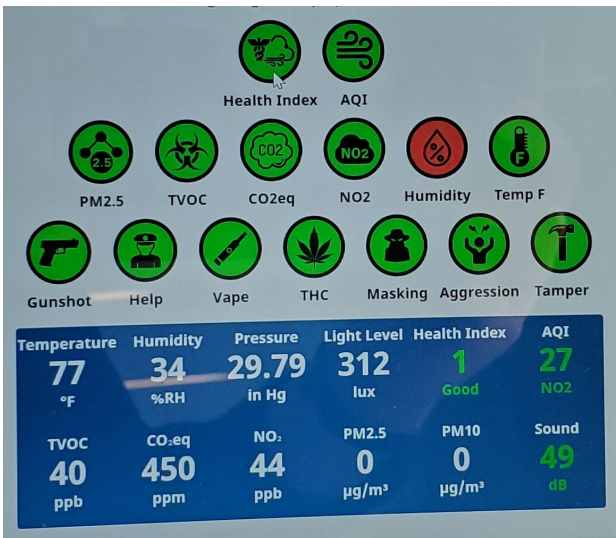 Health Index AQI
2.5 CO2 NO2 % F
PM2.5 TVOC CO2eq NO2 Humidity Temp F
Gunshot Help Vape THC Masking Aggression Tamper
Temperature Humidity Pressure Light Level Health Index AQI
77 34 29.79 312 1 27
°F %RH in Hg lux Good NO2
TVOC CO₂eq NO₂ PM2.5 PM10 Sound
40 450 44 0 0 49
ppb ppm ppb µg/m³ µg/m³ dB